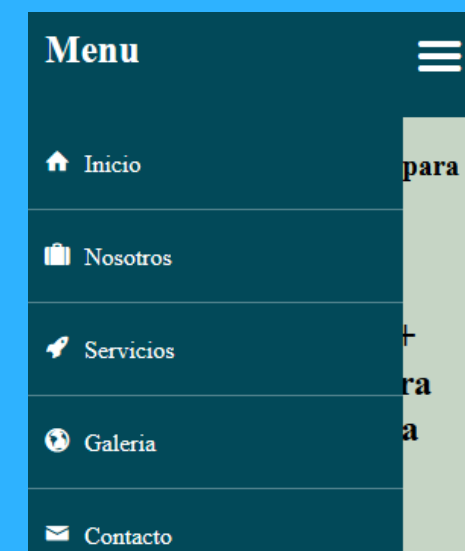 Menu
Inicio
para
Nosotros
Servicios
+
ra
Galeria
a
Contacto